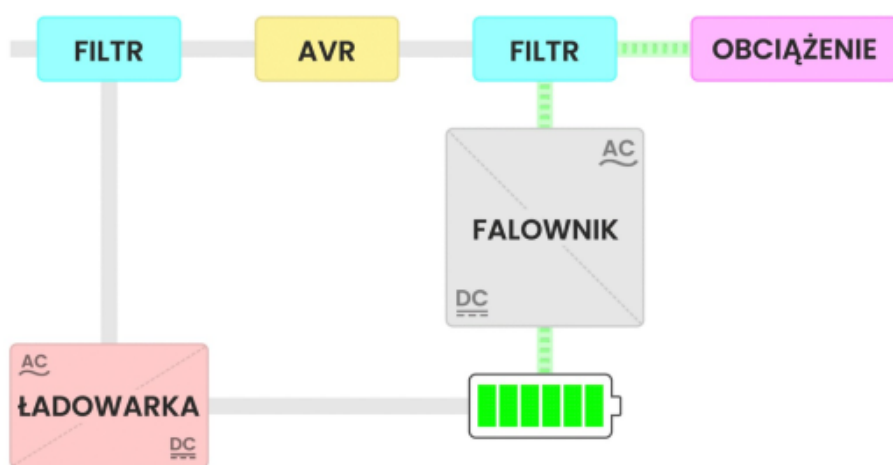 FILTR
AVR
FILTR
OBCIĄŻENIE
AC
FALOWNIK
DC
AC
ŁADOWARKA
DC